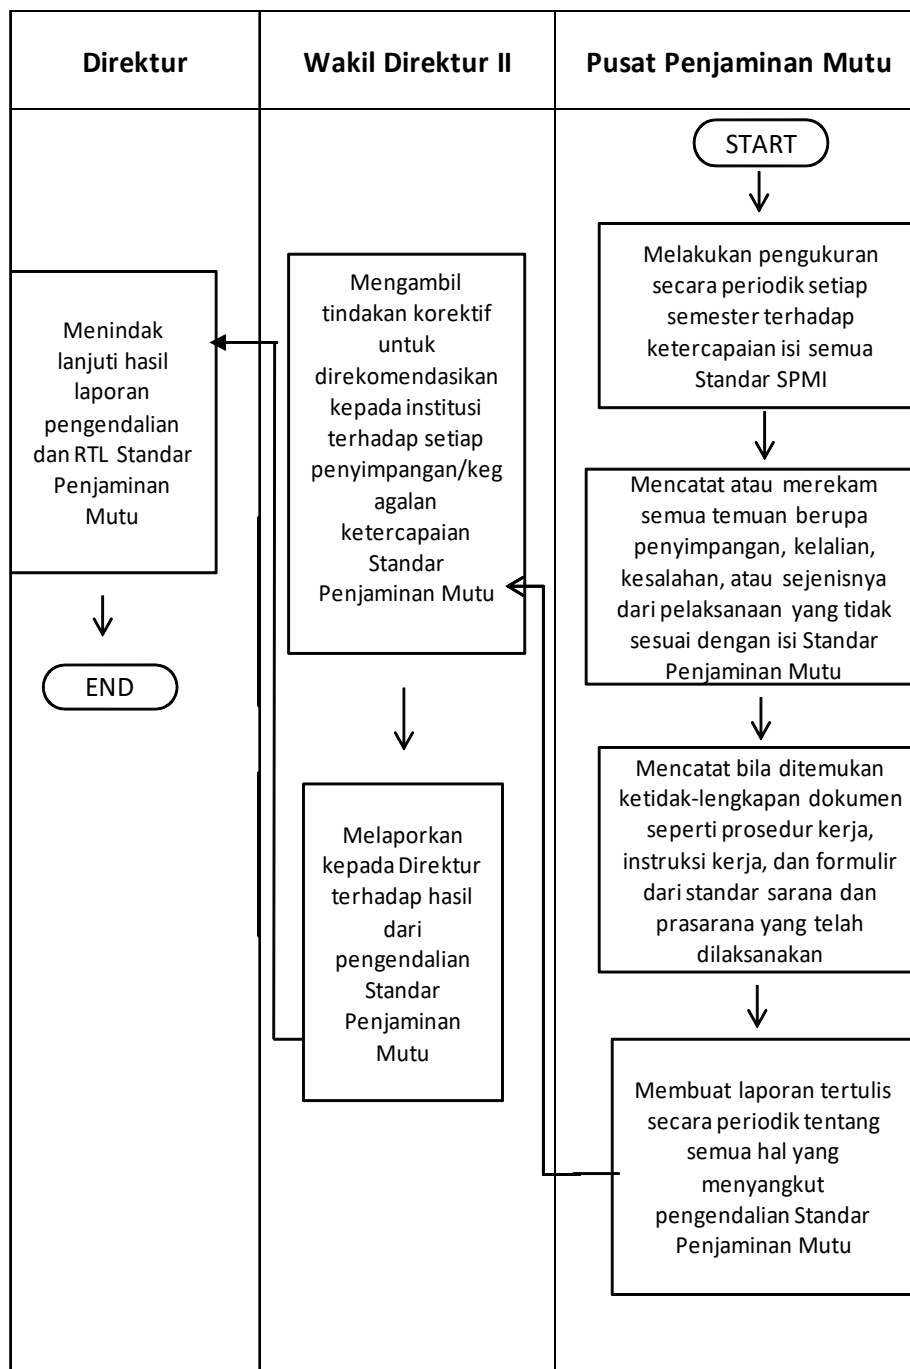 Direktur
Wakil Direktur II
Pusat Penjaminan Mutu
START
Melakukan pengukuran
secara periodik setiap
semester terhadap
ketercapaian isi semua
Standar SPMI
Mencatat atau merekam
semua temuan berupa
penyimpangan, kelalian,
kesalahan, atau sejenisnya
dari pelaksanaan yang tidak
sesuai dengan isi Standar
Penjaminan Mutu
Mencatat bila ditemukan
ketidak-lengkapan dokumen
seperti prosedur kerja,
instruksi kerja, dan formulir
dari standar sarana dan
prasarana yang telah
dilaksanakan
Membuat laporan tertulis
secara periodik tentang
semua hal yang
menyangkut
pengendalian Standar
Penjaminan Mutu
Mengambil
tindakan korektif
untuk
direkomendasikan
kepada institusi
terhadap setiap
penyimpangan/keg
agalan
ketercapaian
Standar
Penjaminan Mutu
Melaporkan
kepada Direktur
terhadap hasil
dari
pengendalian
Standar
Penjaminan
Mutu
Menindak
lanjuti hasil
laporan
pengendalian
dan RTL Standar
Penjaminan
Mutu
END